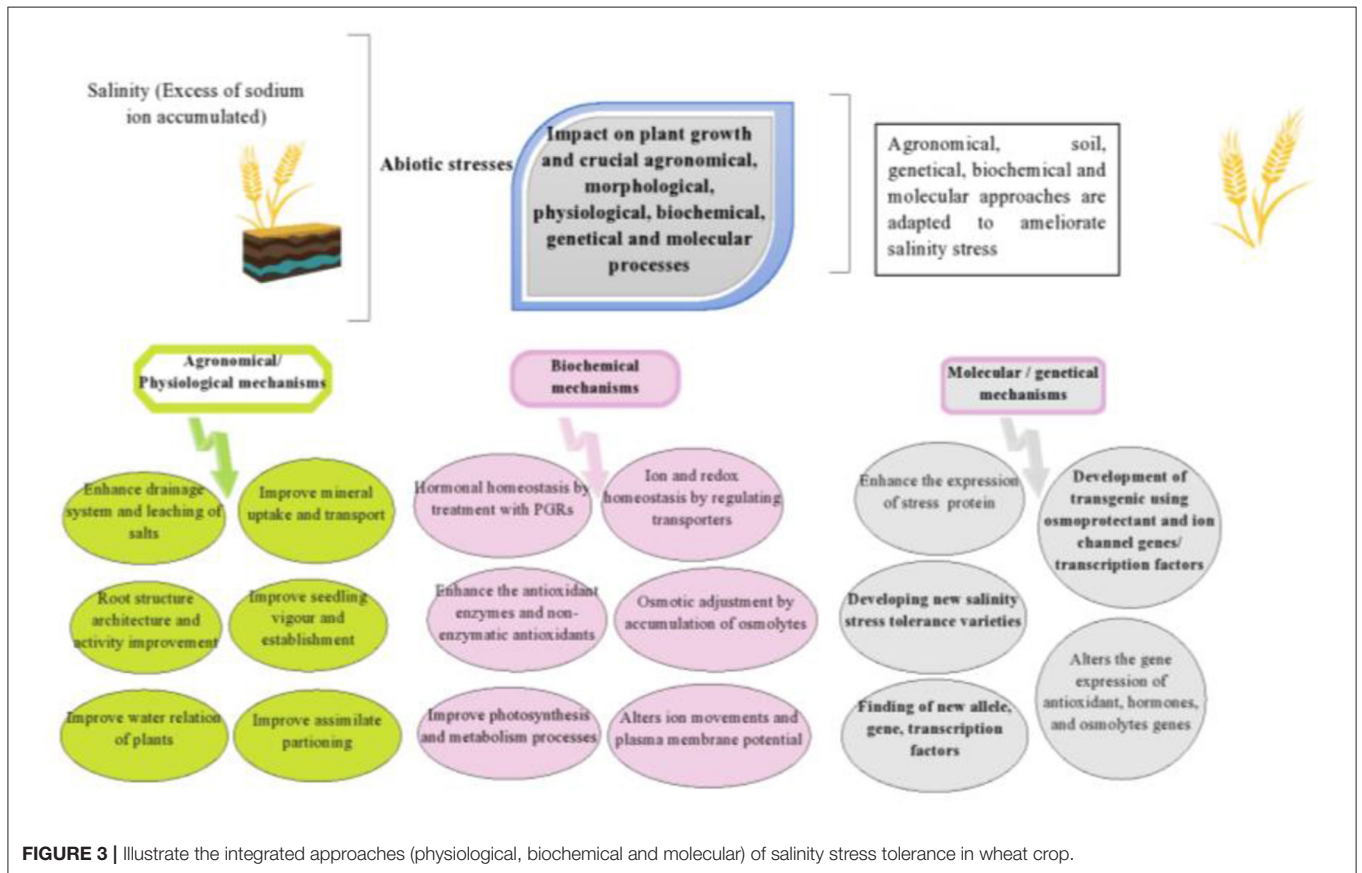 Salinity (Excess of sodium
ion accumulated)
Abiotic stresses
Impact on plant growth
and crucial agronomical,
morphological,
physiological, biochemical,
genetical and molecular
processes
Agronomical, soil,
genetical, biochemical and
molecular approaches are
adapted to ameliorate
salinity stress
Agronomical/
Physiological mechanisms
Enhance drainage
system and leaching of
salts
Improve mineral
uptake and transport
Root structure
architecture and
activity improvement
Improve seedling
vigour and
establishment
Improve water relation
of plants
Improve assimilate
partioning
Biochemical
mechanisms
Hormonal homeostasis by
treatment with PGRs
Ion and redox
homeostasis by regulating
transporters
Enhance the antioxidant
enzymes and non-
enzymatic antioxidants
Osmotic adjustment by
accumulation of osmolytes
Improve photosynthesis
and metabolism processes
Alters ion movements and
plasma membrane potential
Molecular / genetical
mechanisms
Enhance the expression
of stress protein
Development of
transgenic using
osmoprotectant and ion
channel genes/
transcription factors
Developing new salinity
stress tolerance varieties
Alters the gene
expression of
antioxidant, hormones,
and osmolytes genes
Finding of new allele,
gene, transcription
factors
FIGURE 3 | Illustrate the integrated approaches (physiological, biochemical and molecular) of salinity stress tolerance in wheat crop.